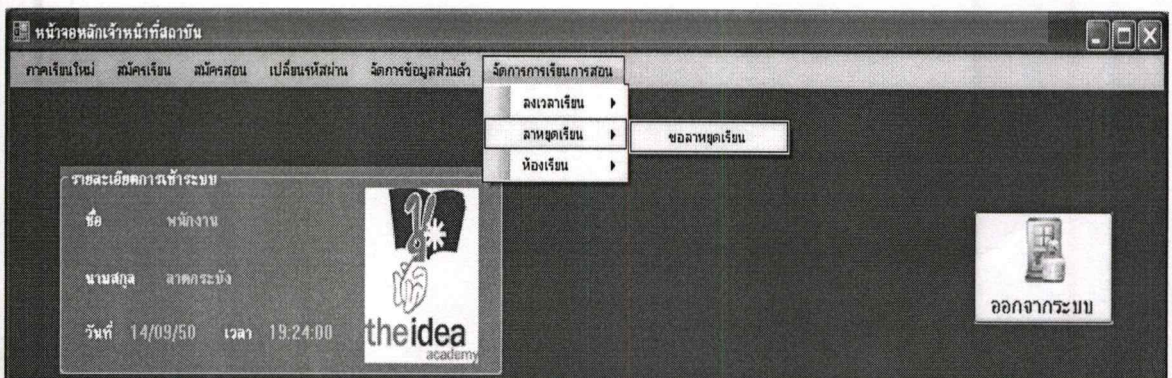 หน้าจอหลักเจ้าหน้าที่สถาบัน
ภาคเรียนใหม่ สมัครเรียน สมัครสอน เปลี่ยนรหัสผ่าน จัดการข้อมูลส่วนตัว จัดการการเรียนการสอน
ลงเวลาเรียน
ลาหยุดเรียน ขอลาหยุดเรียน
ห้องเรียน
รายละเอียดการเข้าระบบ
ชื่อ พนักงาน
นามสกุล ลาดกระบัง
วันที่ 14/09/50 เวลา 19:24:00
theidea
academy
ออกจากระบบ